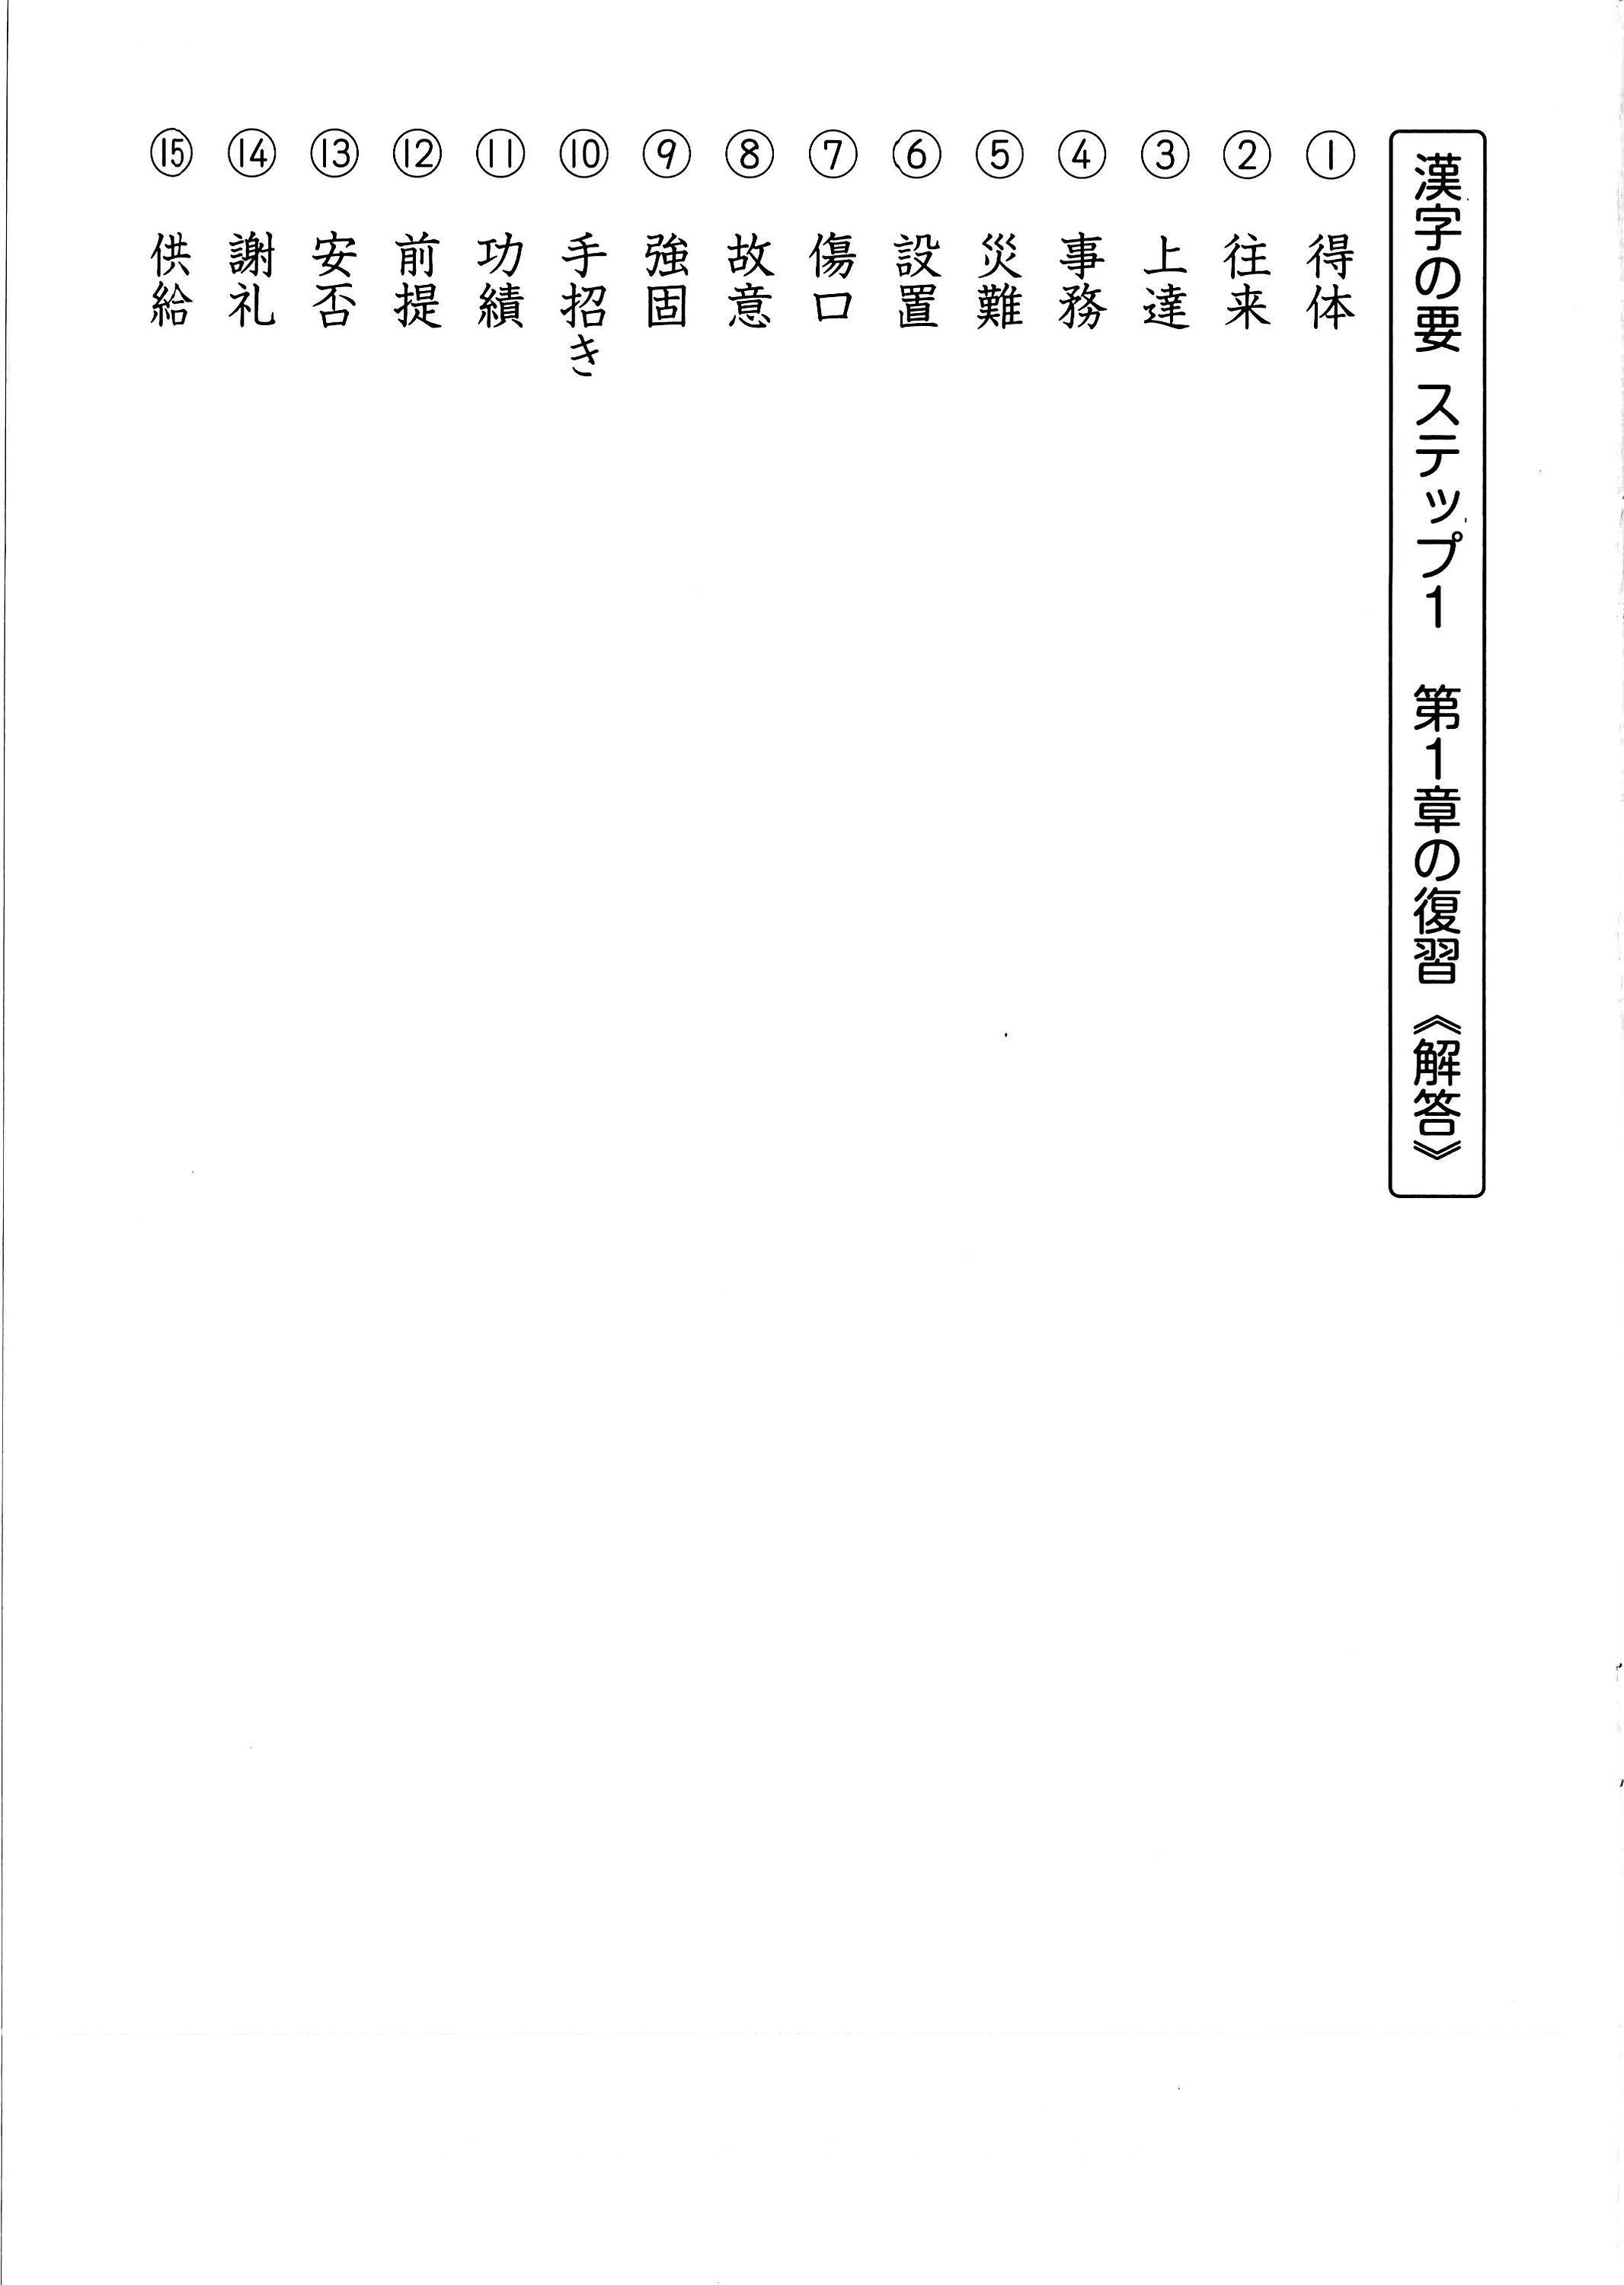 漢字の要 ステップ1　第1章の復習《解答》
① 得体
② 往来
③ 上達
④ 事務
⑤ 災難
⑥ 設置
⑦ 傷口
⑧ 故意
⑨ 強固
⑩ 手招き
⑪ 功績
⑫ 前提
⑬ 安否
⑭ 謝礼
⑮ 供給